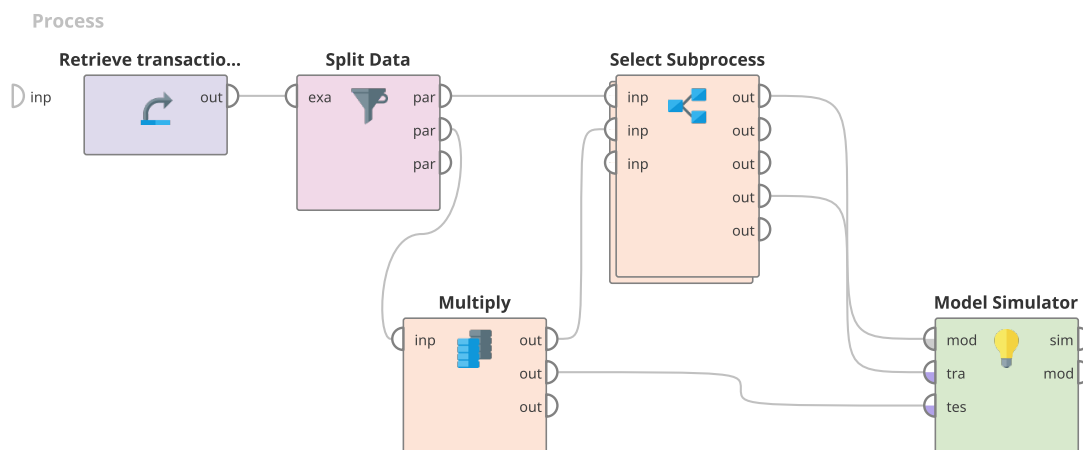 Process
Retrieve transactio...
Split Data
Select Subprocess
inp
out
exa
par
inp
out
par
inp
out
par
inp
out
out
out
Multiply
Model Simulator
inp
out
mod
sim
out
tra
mod
out
tes